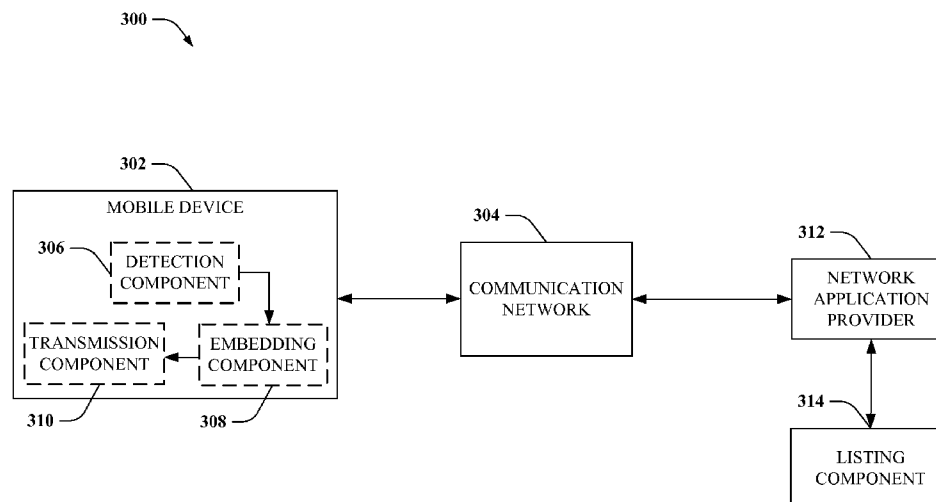 300
302
MOBILE DEVICE
306
DETECTION
COMPONENT
TRANSMISSION
COMPONENT
EMBEDDING
COMPONENT
310
308
304
COMMUNICATION
NETWORK
312
NETWORK
APPLICATION
PROVIDER
314
LISTING
COMPONENT